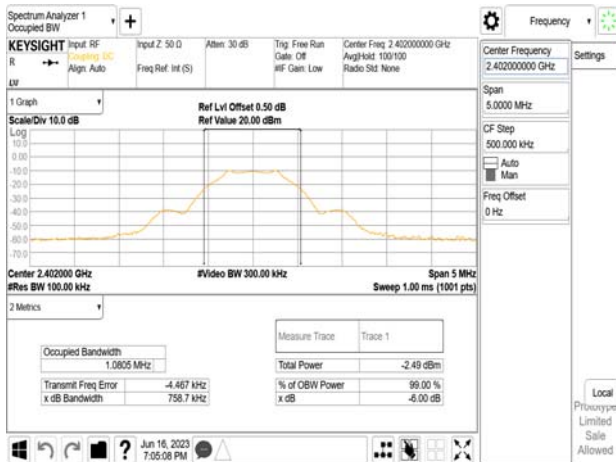 Spectrum Analyzer 1
Occupied BW
+
Frequency
KEYSIGHT
R
LM
Input: RF
Coupling: DC
Align: Auto
Input Z: 50 Ω
Freq Ref: Int (S)
Atten: 30 dB
Trig: Free Run
Gate: Off
#IF Gain: Low
Center Freq: 2.402000000 GHz
Avg|Hold: 100/100
Radio Std: None
Center Frequency
2.402000000 GHz
Settings
Span
5.0000 MHz
CF Step
500.000 kHz
Auto
Man
Freq Offset
0 Hz
1 Graph
Scale/Div 10.0 dB
Ref Lvl Offset 0.50 dB
Ref Value 20.00 dBm
Log
10.0
0.00
-10.0
-20.0
-30.0
-40.0
-50.0
-60.0
-70.0
Center 2.402000 GHz
#Res BW 100.00 kHz
#Video BW 300.00 kHz
Span 5 MHz
Sweep 1.00 ms (1001 pts)
2 Metrics
Measure Trace Trace 1
Occupied Bandwidth
1.0805 MHz
Total Power -2.49 dBm
Transmit Freq Error -4.467 kHz
% of OBW Power 99.00 %
x dB Bandwidth 758.7 kHz
x dB -6.00 dB
Local
Prototype
Limited
Sale
Allowed
?
Jun 16, 2023
7:05:08 PM